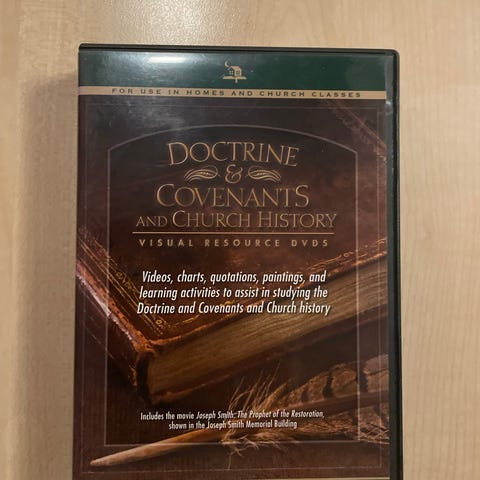 FOR USE IN HOMES AND CHURCH CLASSES
DOCTRINE
&
COVENANTS
AND CHURCH HISTORY
VISUAL RESOURCE DVDS
Videos, charts, quotations, paintings, and
learning activities to assist in studying the
Doctrine and Covenants and Church history
Includes the movie Joseph Smith: The Prophet of the Restoration,
shown in the Joseph Smith Memorial Building